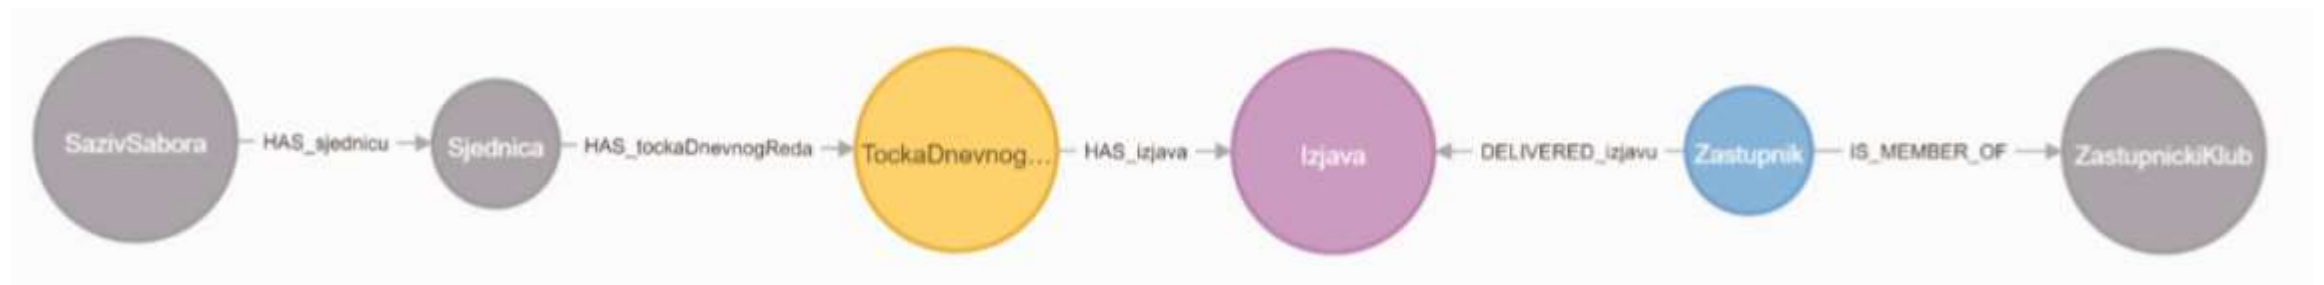 SazivSabora HAS_sjednicu Sjednica HAS_tockaDnevnogReda TockaDnevnog... HAS_izjava Izjava DELIVERED_izjavu Zastupnik IS_MEMBER_OF ZastupnickiKlub